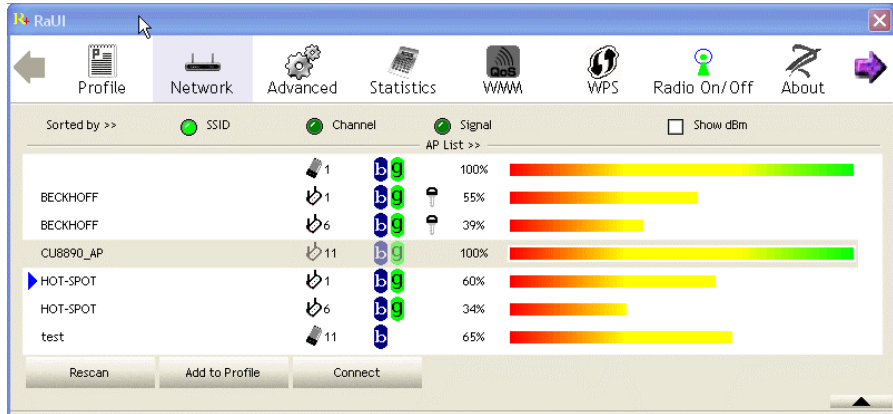 R+ RaUI
Profile Network Advanced Statistics QoS WMM WPS Radio On/Off About
Sorted by >> SSID Channel Signal Show dBm
AP List >>
1 b g 100%
BECKHOFF 1 b g 55%
BECKHOFF 6 b g 39%
CU8890_AP 11 b g 100%
HOT-SPOT 1 b g 60%
HOT-SPOT 6 b g 34%
test 11 b 65%
Rescan Add to Profile Connect